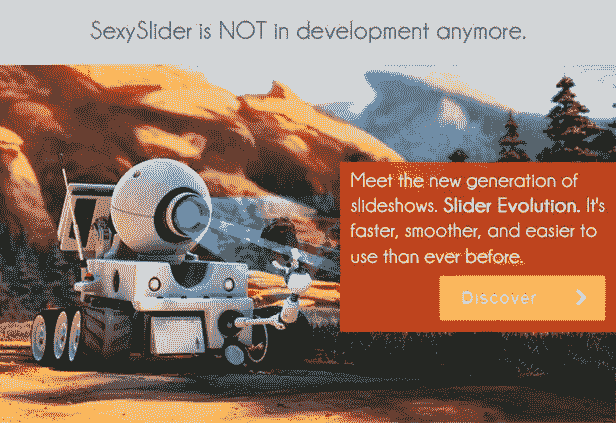 SexySlider is NOT in development anymore.
Meet the new generation of
slideshows. Slider Evolution. It's
faster, smoother, and easier to
use than ever before.
Discover